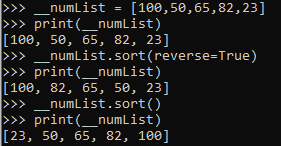 >>> __numList = [100,50,65,82,23]
>>> print(__numList)
[100, 50, 65, 82, 23]
>>> __numList.sort(reverse=True)
>>> print(__numList)
[100, 82, 65, 50, 23]
>>> __numList.sort()
>>> print(__numList)
[23, 50, 65, 82, 100]